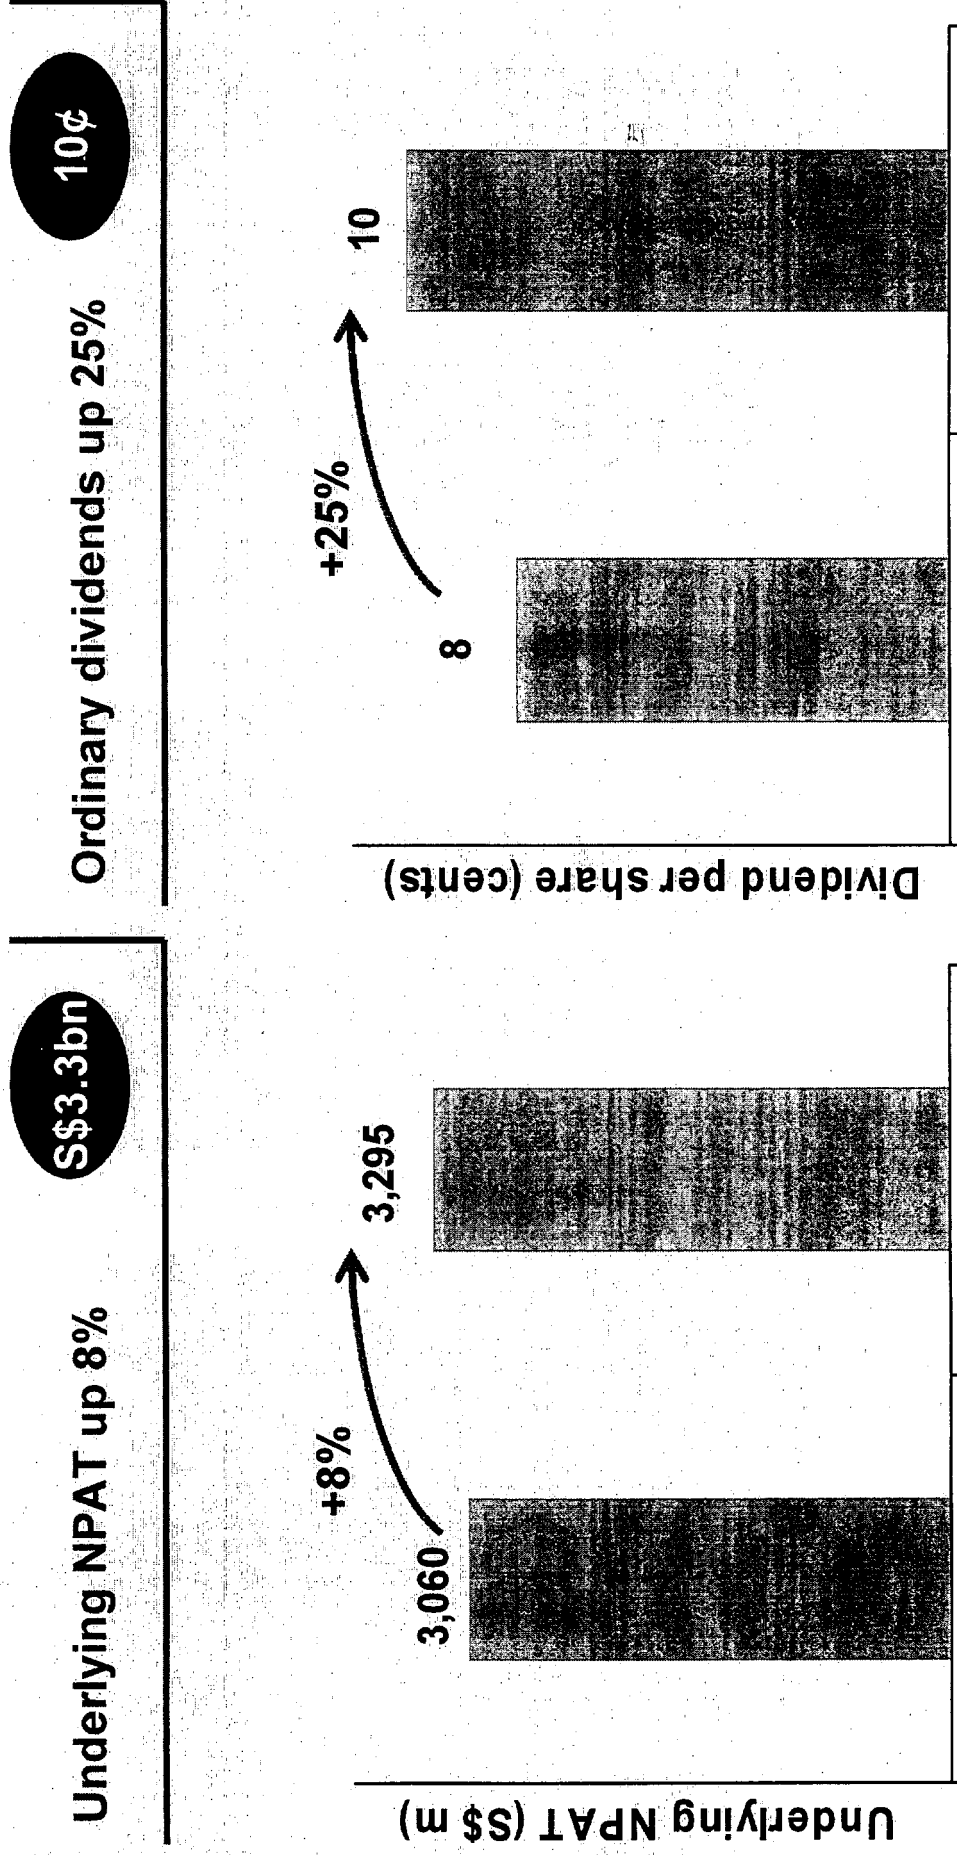 Underlying NPAT up 8%
S$3.3bn
Underlying NPAT (S$ m)
3,060
+8%
3,295
Ordinary dividends up 25%
10¢
Dividend per share (cents)
8
+25%
10